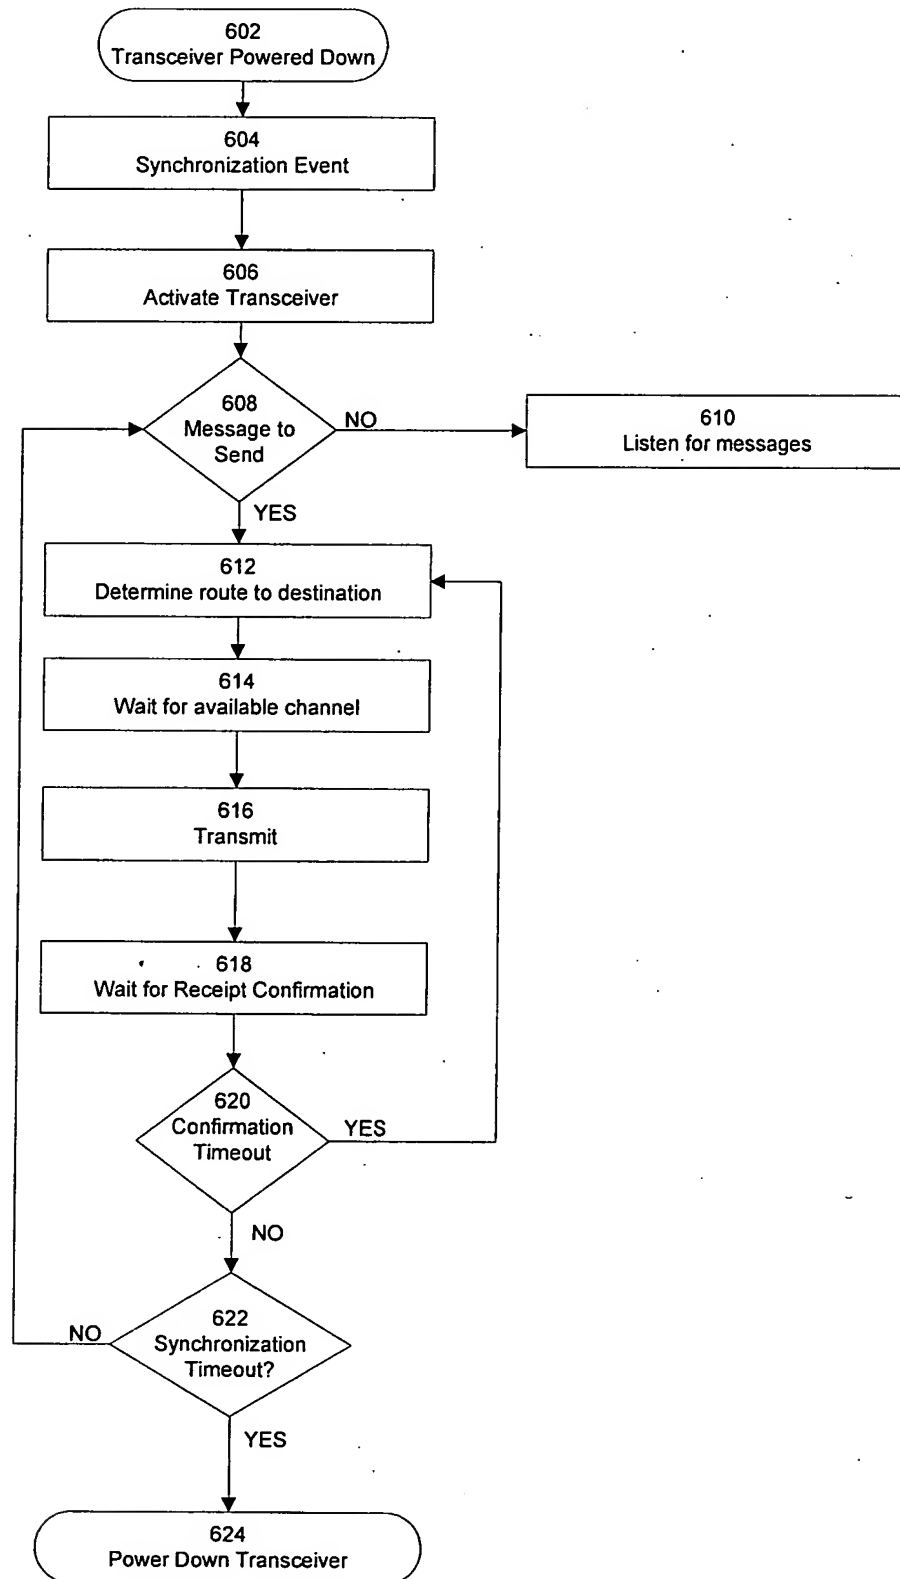 602
Transceiver Powered Down
604
Synchronization Event
606
Activate Transceiver
608
Message to
Send
NO
610
Listen for messages
YES
612
Determine route to destination
614
Wait for available channel
616
Transmit
618
Wait for Receipt Confirmation
620
Confirmation
Timeout
YES
NO
622
Synchronization
Timeout?
NO
YES
624
Power Down Transceiver